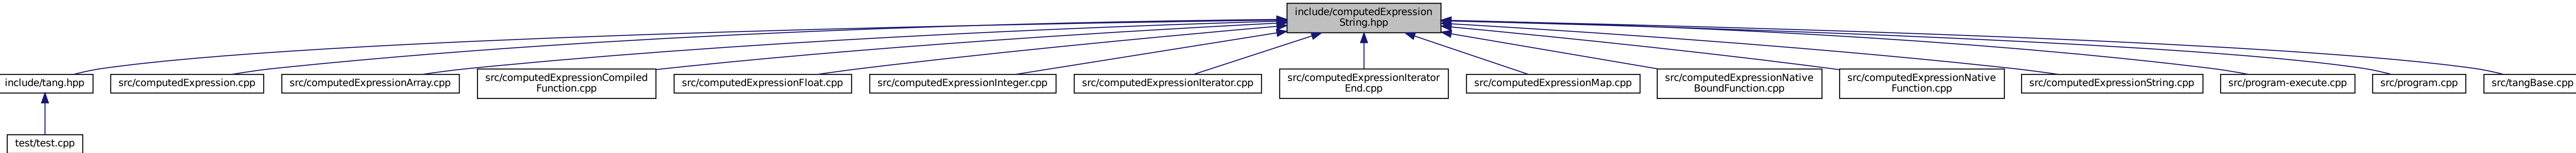 include/computedExpression
String.hpp
include/tang.hpp
src/computedExpression.cpp
src/computedExpressionArray.cpp
src/computedExpressionCompiled
Function.cpp
src/computedExpressionFloat.cpp
src/computedExpressionInteger.cpp
src/computedExpressionIterator.cpp
src/computedExpressionIterator
End.cpp
src/computedExpressionMap.cpp
src/computedExpressionNative
BoundFunction.cpp
src/computedExpressionNative
Function.cpp
src/computedExpressionString.cpp
src/program-execute.cpp
src/program.cpp
src/tangBase.cpp
test/test.cpp